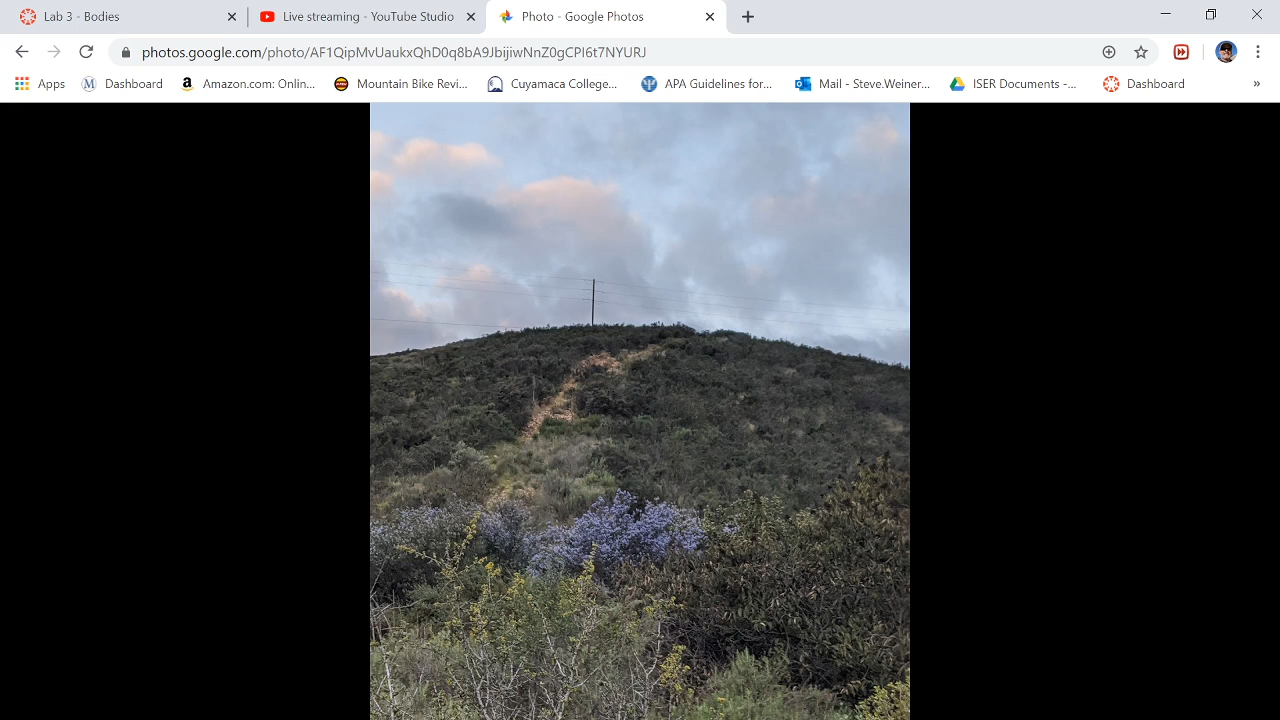 Lab 3 - Bodies
Live streaming - YouTube Studio
Photo - Google Photos
photos.google.com/photo/AF1QipMvUaukxQhD0q8bA9JbijiwNnZ0gCPI6t7NYURJ
Apps
Dashboard
Amazon.com: Onlin...
Mountain Bike Revi...
Cuyamaca College...
APA Guidelines for...
Mail - Steve.Weiner...
ISER Documents -...
Dashboard